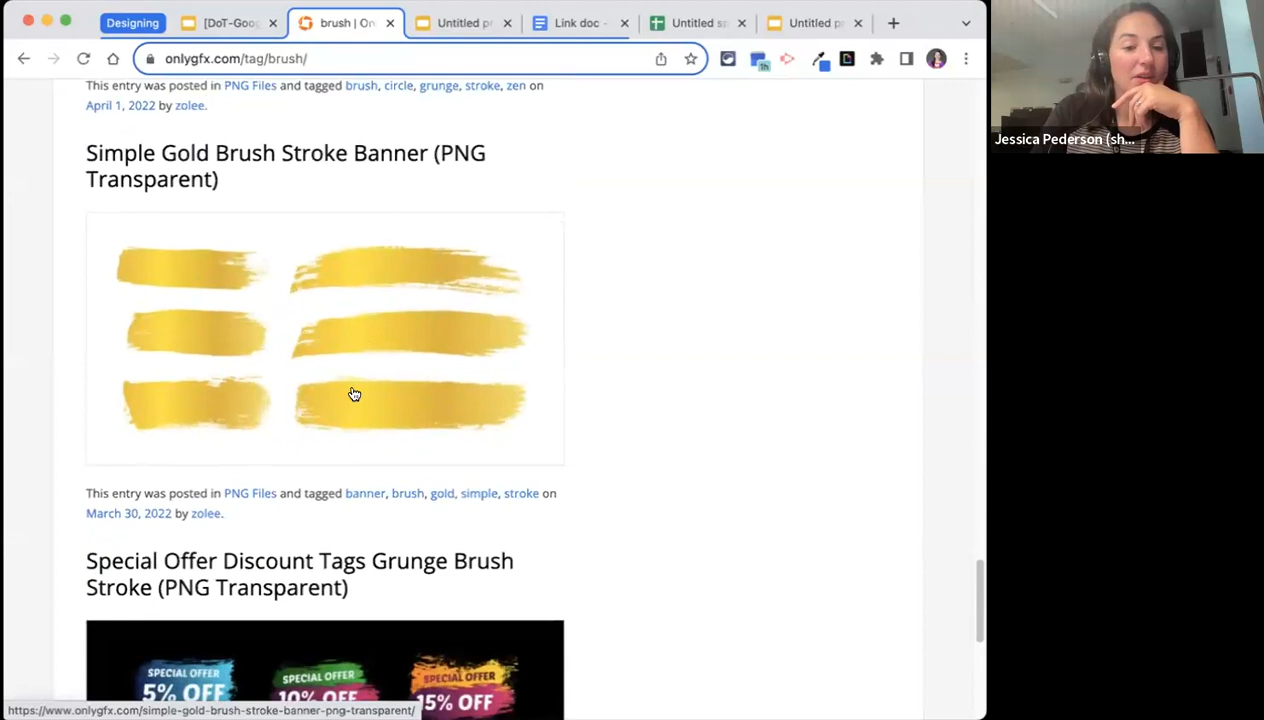 Designing
[DoT-Goog
brush | On
Untitled pr
Link doc -
Untitled s
Untitled pr
onlygfx.com/tag/brush/
1h
This entry was posted in PNG Files and tagged brush, circle, grunge, stroke, zen on
April 1, 2022 by zolee.
Jessica Pederson (sh...
Simple Gold Brush Stroke Banner (PNG
Transparent)
This entry was posted in PNG Files and tagged banner, brush, gold, simple, stroke on
March 30, 2022 by zolee.
Special Offer Discount Tags Grunge Brush
Stroke (PNG Transparent)
SPECIAL OFFER
5% OFF
SPECIAL OFFER
10% OFF
SPECIAL OFFER
15% OFF
https://www.onlygfx.com/simple-gold-brush-stroke-banner-png-transparent/